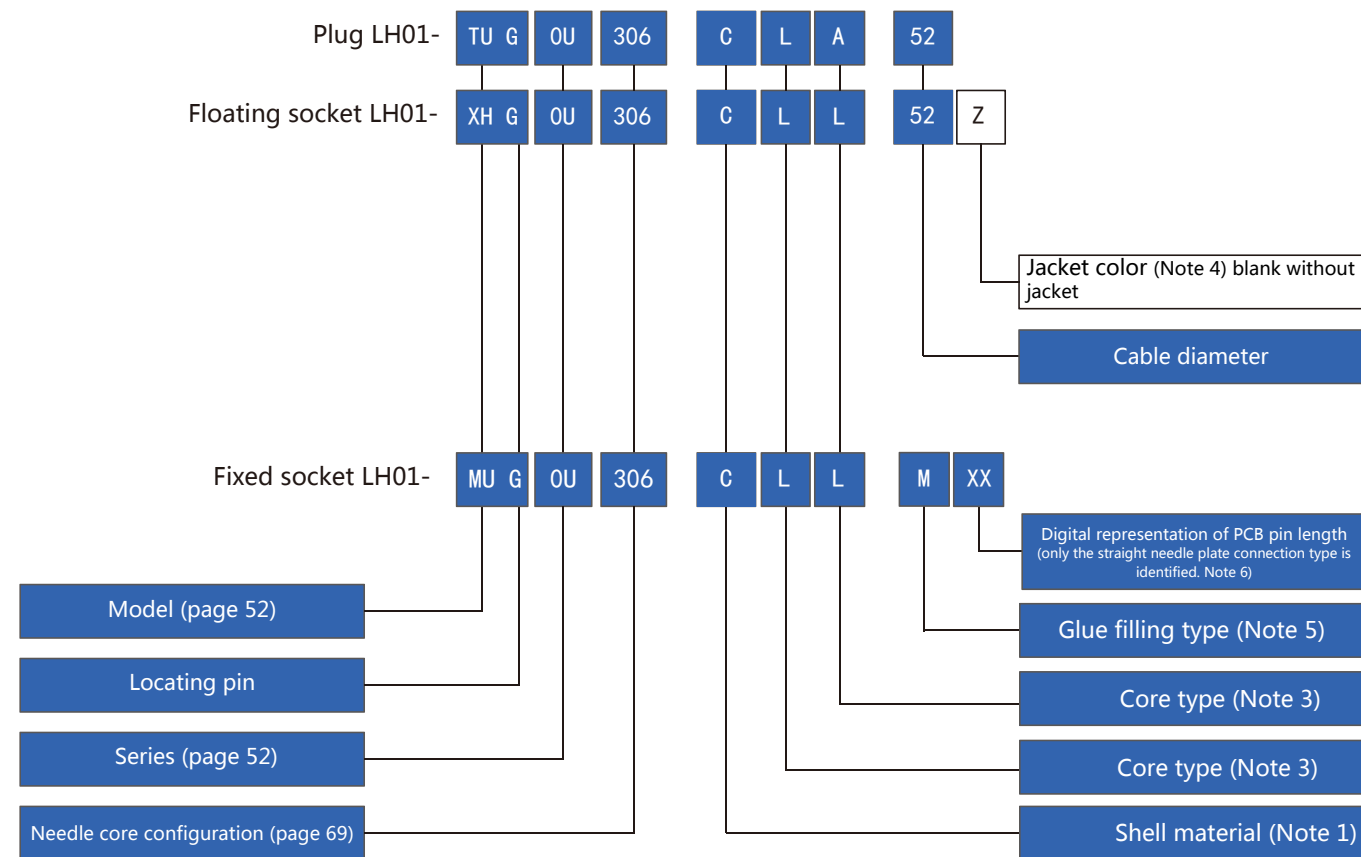 Plug LH01- TU G OU 306 C L A 52
Floating socket LH01- XH G OU 306 C L L 52 Z
Jacket color (Note 4) blank without
jacket
Cable diameter
Fixed socket LH01- MU G OU 306 C L L M XX
Digital representation of PCB pin length
(only the straight needle plate connection type is
identified. Note 6)
Model (page 52)
Glue filling type (Note 5)
Locating pin
Core type (Note 3)
Series (page 52)
Core type (Note 3)
Needle core configuration (page 69)
Shell material (Note 1)